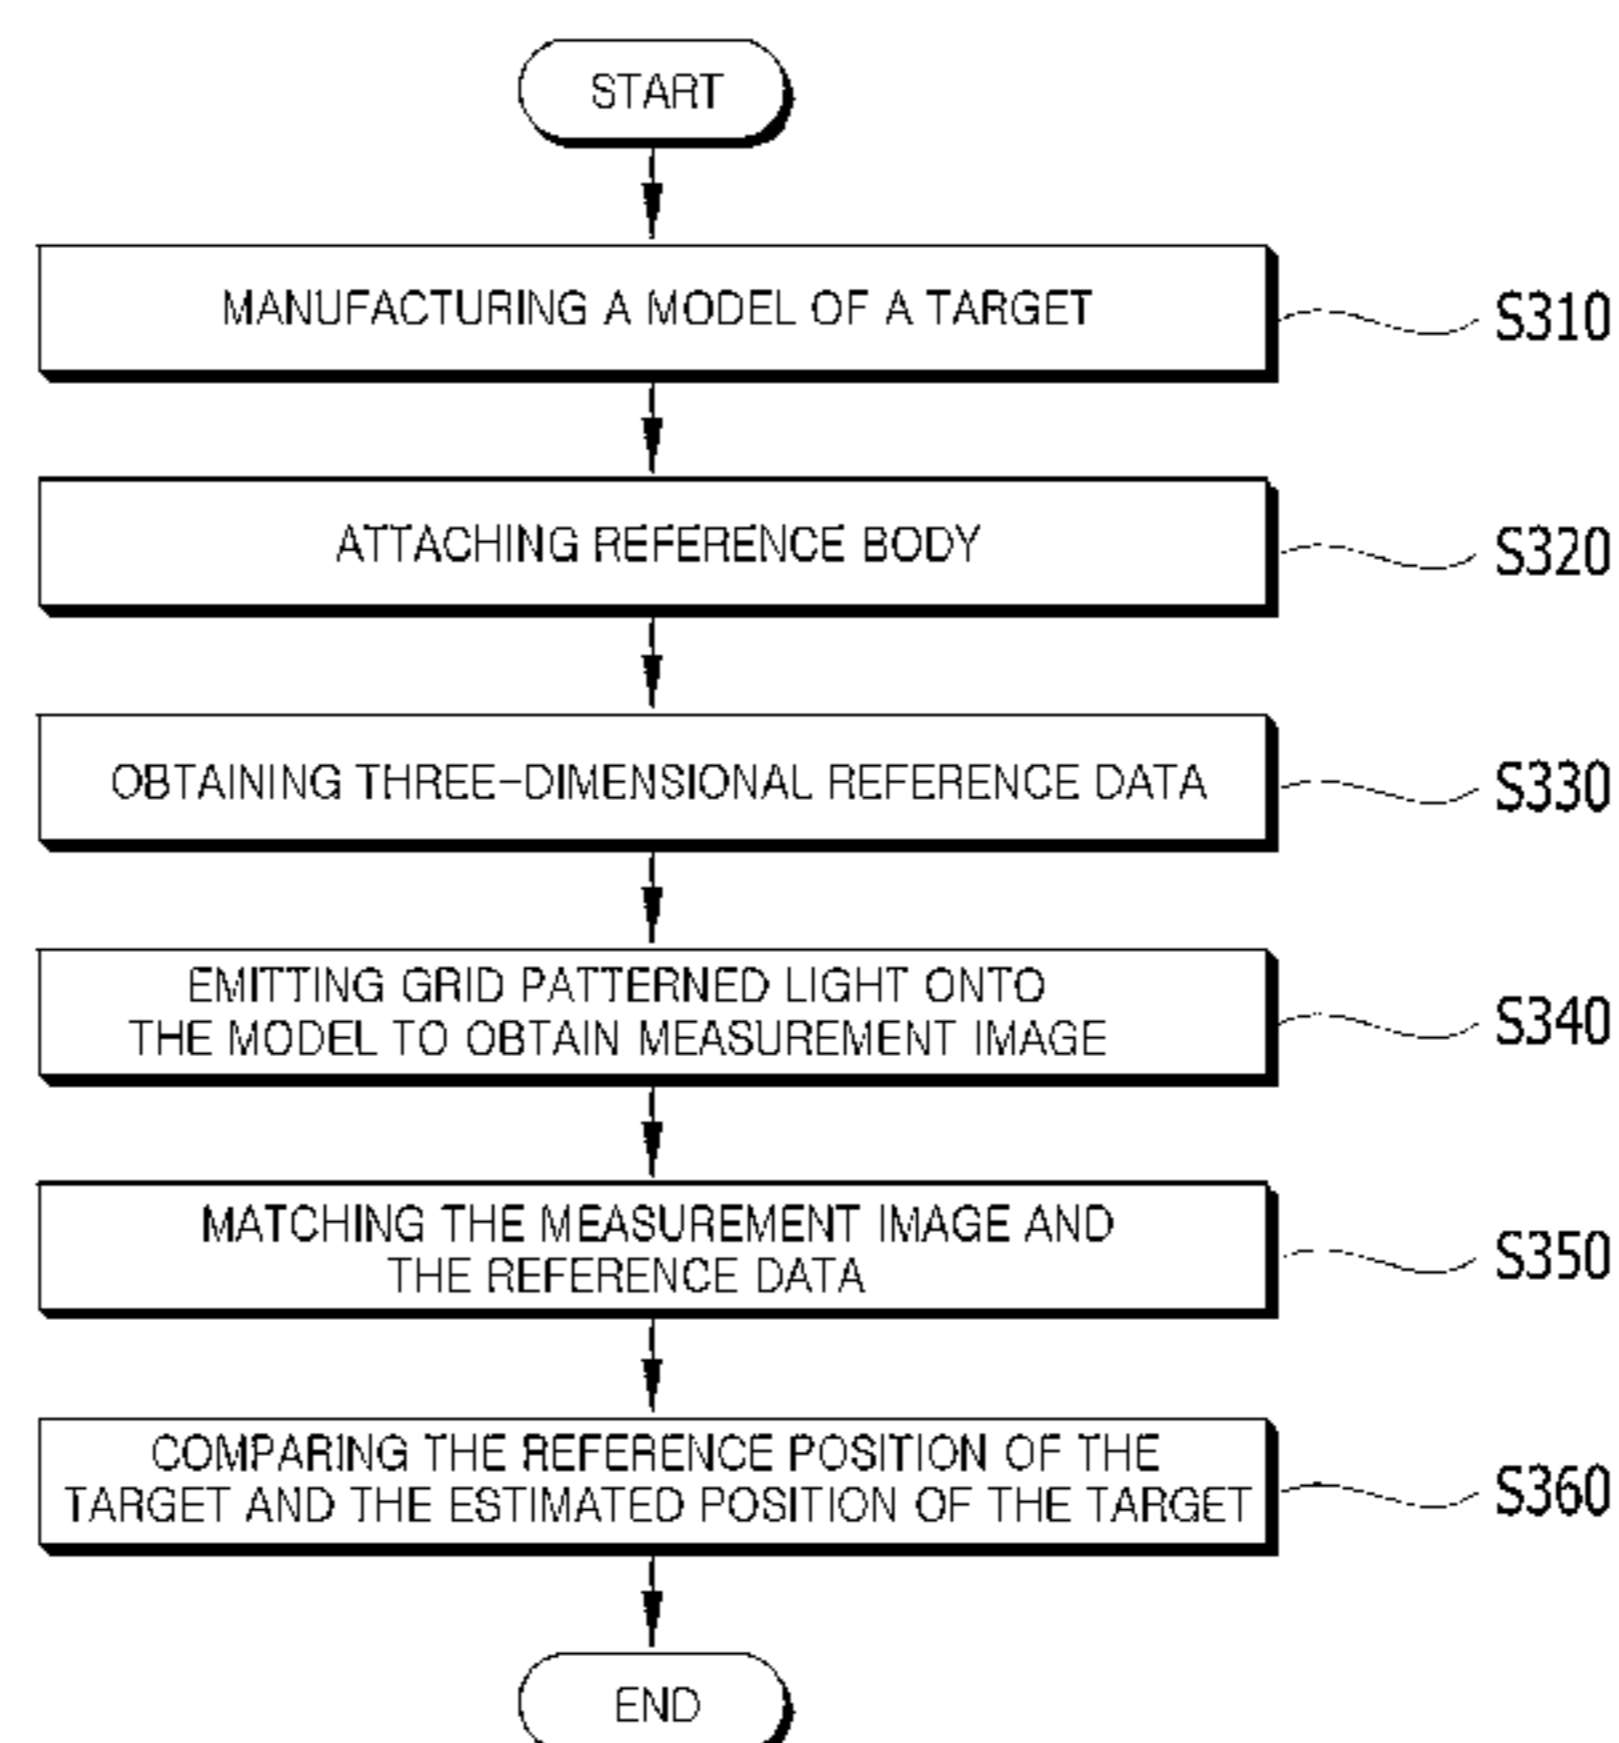 START
MANUFACTURING A MODEL OF A TARGET
S310
ATTACHING REFERENCE BODY
S320
OBTAINING THREE-DIMENSIONAL REFERENCE DATA
S330
EMITTING GRID PATTERNED LIGHT ONTO
THE MODEL TO OBTAIN MEASUREMENT IMAGE
S340
MATCHING THE MEASUREMENT IMAGE AND
THE REFERENCE DATA
S350
COMPARING THE REFERENCE POSITION OF THE
TARGET AND THE ESTIMATED POSITION OF THE TARGET
S360
END